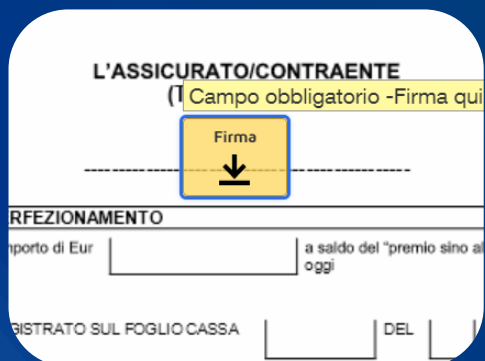 L'ASSICURATO/CONTRAENTE
(T
Campo obbligatorio -Firma qui
Firma
RFEZIONAMENTO
nporto di Eur
a saldo del "premio sino al
oggi
GISTRATO SUL FOGLIO CASSA
DEL